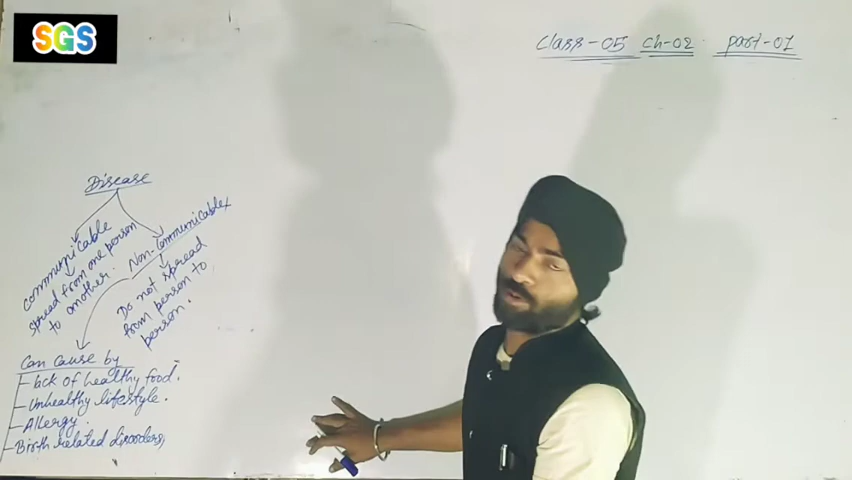 SGS
Class-05 Ch-02 part-01
Disease
Communicable
spread from one person
to another.
Non-Communicable
Do not spread
from person to
person.
Can cause by
- lack of healthy food.
- Unhealthy lifestyle.
- Allergy.
- Birth related disorders,